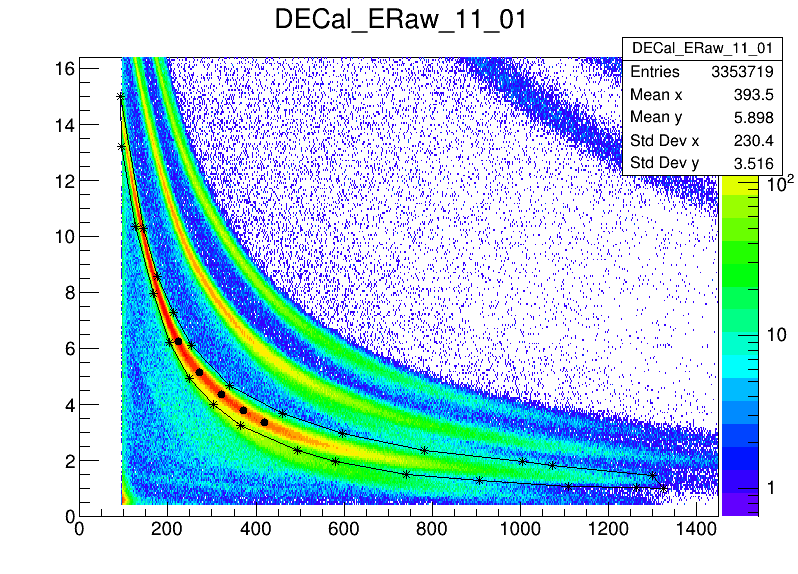 DECal_ERaw_11_01
DECal_ERaw_11_01
Entries 3353719
Mean x 393.5
Mean y 5.898
Std Dev x 230.4
Std Dev y 3.516
16
14
12
10
8
6
4
2
0
10²
10
1
0 200 400 600 800 1000 1200 1400